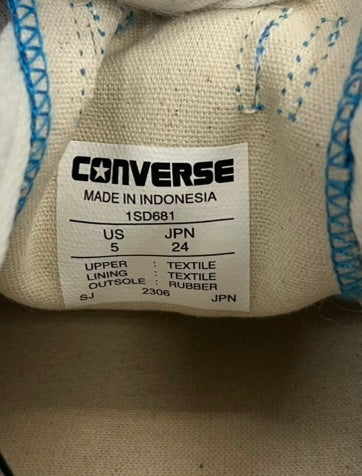 CONVERSE
MADE IN INDONESIA
1SD681
US JPN
5 24
UPPER : TEXTILE
LINING : TEXTILE
OUTSOLE : RUBBER
SJ 2306 JPN